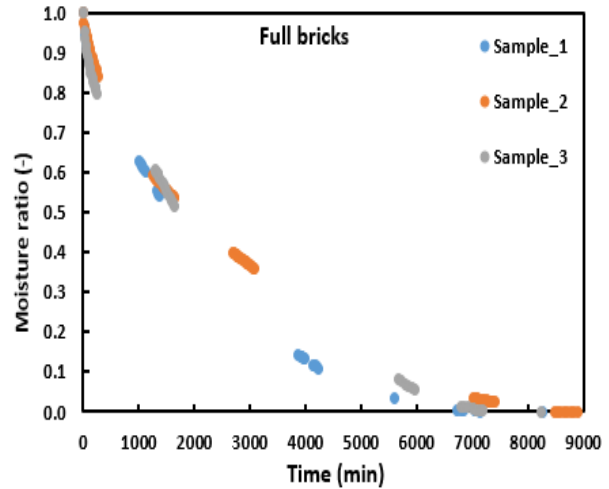 Full bricks
Sample_1
Sample_2
Sample_3
Moisture ratio (-)
1.0
0.9
0.8
0.7
0.6
0.5
0.4
0.3
0.2
0.1
0.0
0 1000 2000 3000 4000 5000 6000 7000 8000 9000
Time (min)